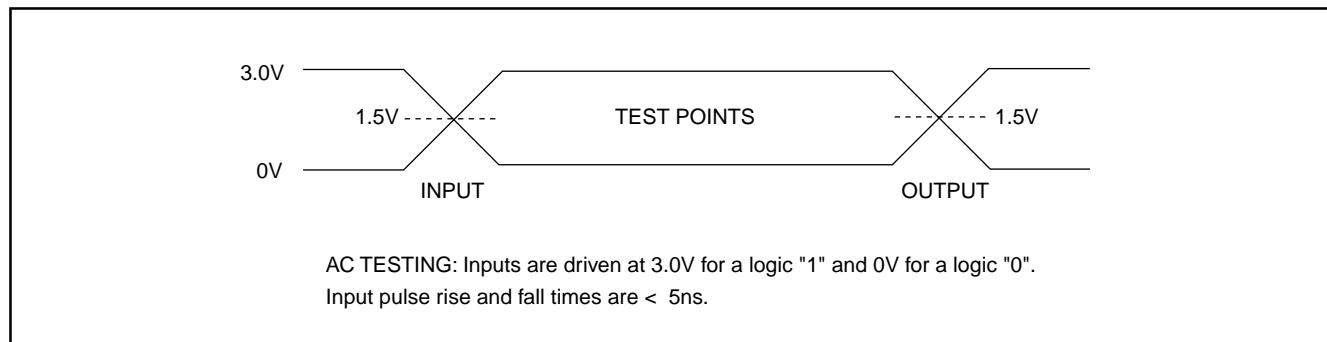 3.0V
1.5V
TEST POINTS
1.5V
0V
INPUT
OUTPUT
AC TESTING: Inputs are driven at 3.0V for a logic "1" and 0V for a logic "0".
Input pulse rise and fall times are < 5ns.